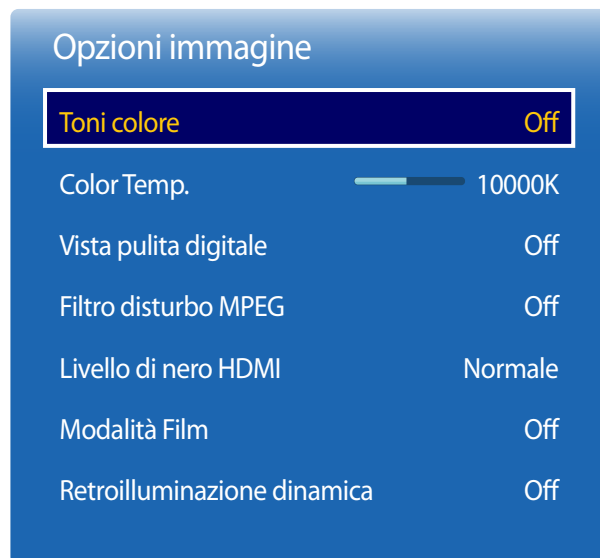 Opzioni immagine
Toni colore Off
Color Temp. 10000K
Vista pulita digitale Off
Filtro disturbo MPEG Off
Livello di nero HDMI Normale
Modalità Film Off
Retroilluminazione dinamica Off